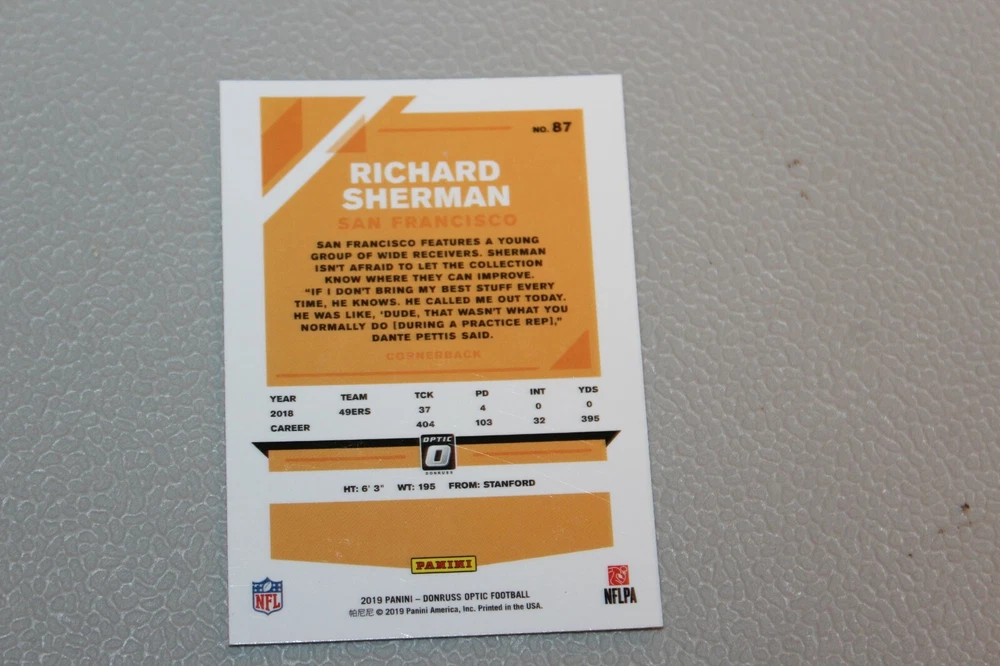 NO. 87
RICHARD
SHERMAN
SAN FRANCISCO
SAN FRANCISCO FEATURES A YOUNG
GROUP OF WIDE RECEIVERS. SHERMAN
ISN'T AFRAID TO LET THE COLLECTION
KNOW WHERE THEY CAN IMPROVE.
"IF I DON'T BRING MY BEST STUFF EVERY
TIME, HE KNOWS. HE CALLED ME OUT TODAY.
HE WAS LIKE, 'DUDE, THAT WASN'T WHAT YOU
NORMALLY DO [DURING A PRACTICE REP],"
DANTE PETTIS SAID.
CORNERBACK
YEAR TEAM TCK PD INT YDS
2018 49ERS 37 4 0 0
CAREER 404 103 32 395
OPTIC
O
DONRUSS
HT: 6' 3" WT: 195 FROM: STANFORD
PANINI
NFL
2019 PANINI – DONRUSS OPTIC FOOTBALL
帕尼尼 © 2019 Panini America, Inc. Printed in the USA.
NFLPA